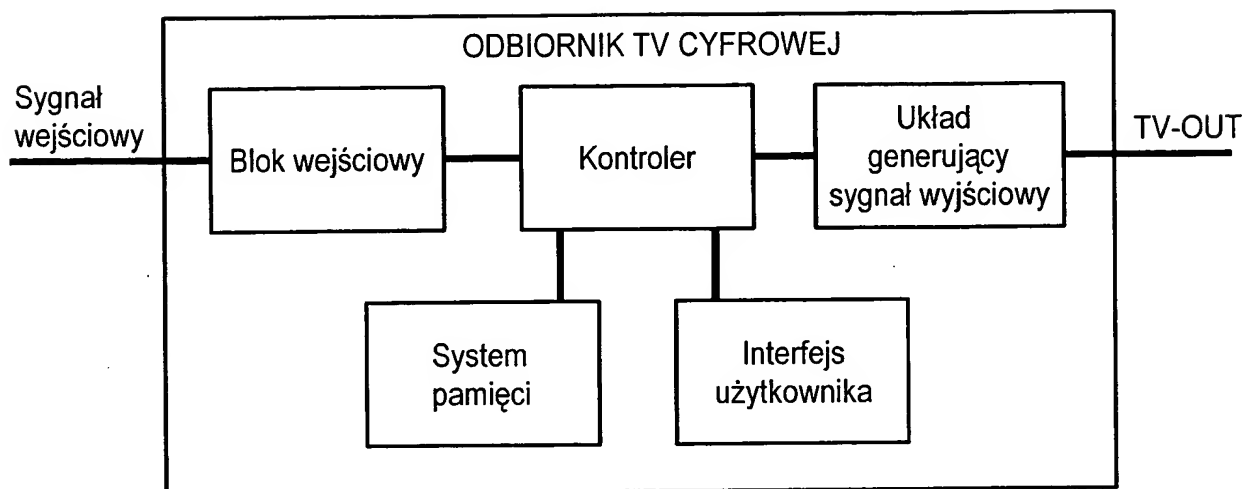 ODBIORNIK TV CYFROWEJ
Sygnał
wejściowy
Blok wejściowy
Kontroler
Układ
generujący
sygnał wyjściowy
TV-OUT
System
pamięci
Interfejs
użytkownika